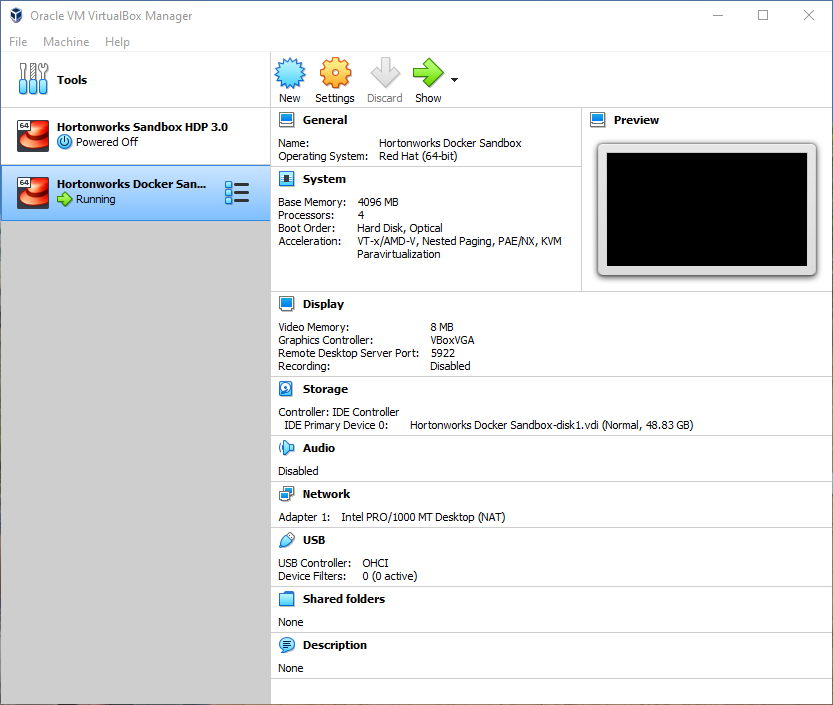 Oracle VM VirtualBox Manager
File Machine Help
Tools
New Settings Discard Show
64
Hortonworks Sandbox HDP 3.0
Powered Off
64
Hortonworks Docker San...
Running
General
Name: Hortonworks Docker Sandbox
Operating System: Red Hat (64-bit)
Preview
System
Base Memory: 4096 MB
Processors: 4
Boot Order: Hard Disk, Optical
Acceleration: VT-x/AMD-V, Nested Paging, PAE/NX, KVM
Paravirtualization
Display
Video Memory: 8 MB
Graphics Controller: VBoxVGA
Remote Desktop Server Port: 5922
Recording: Disabled
Storage
Controller: IDE Controller
IDE Primary Device 0: Hortonworks Docker Sandbox-disk1.vdi (Normal, 48.83 GB)
Audio
Disabled
Network
Adapter 1: Intel PRO/1000 MT Desktop (NAT)
USB
USB Controller: OHCI
Device Filters: 0 (0 active)
Shared folders
None
Description
None